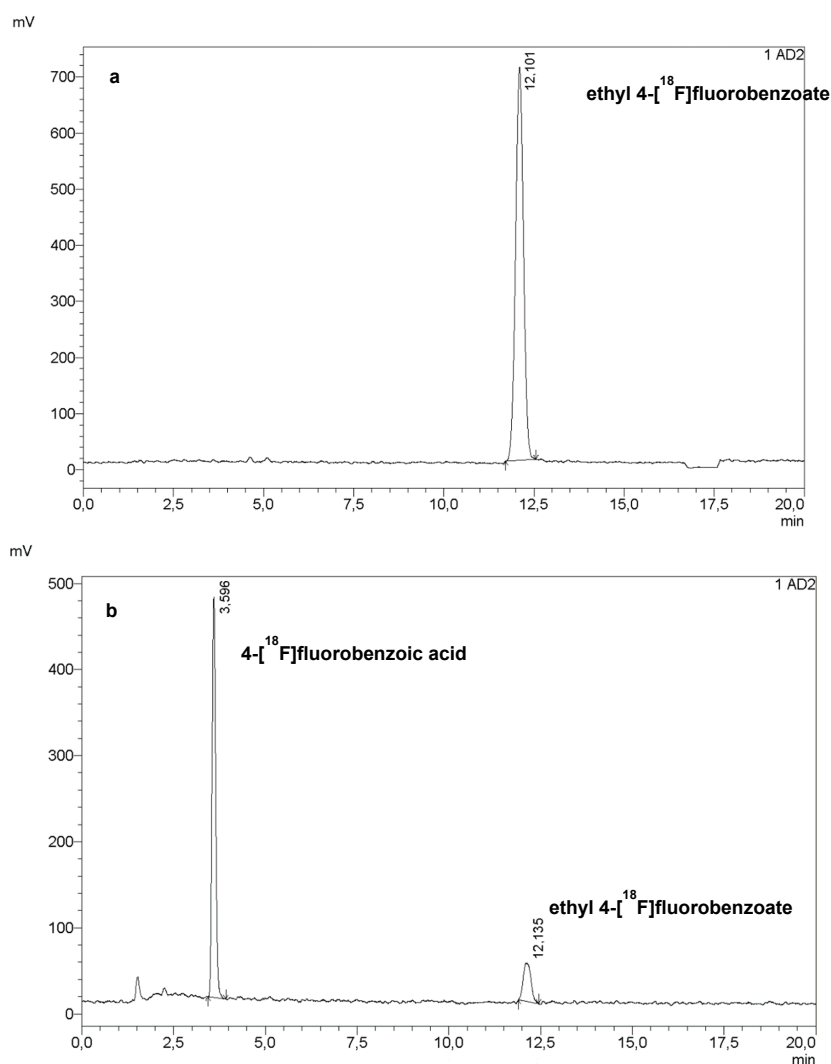 mV
1 AD2
a
12,101
ethyl 4-[18F]fluorobenzoate
700
600
500
400
300
200
100
0
0,0 2,5 5,0 7,5 10,0 12,5 15,0 17,5 20,0
min
mV
1 AD2
b
3,596
4-[18F]fluorobenzoic acid
12,135
ethyl 4-[18F]fluorobenzoate
500
400
300
200
100
0
0,0 2,5 5,0 7,5 10,0 12,5 15,0 17,5 20,0
min